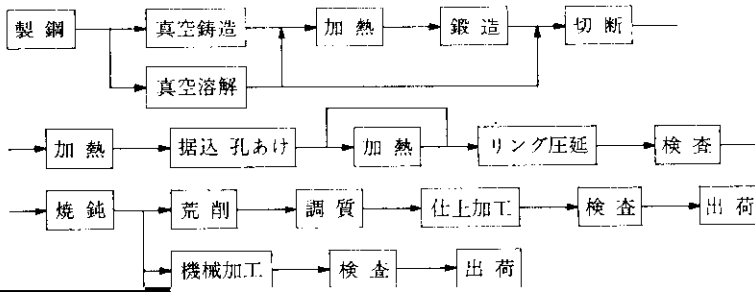 製鋼 真空鋳造 加熱 鍛造 切断
真空溶解
加熱 据込 孔あけ 加熱 リング圧延 検査
焼鈍 荒削 調質 仕上加工 検査 出荷
機械加工 検査 出荷